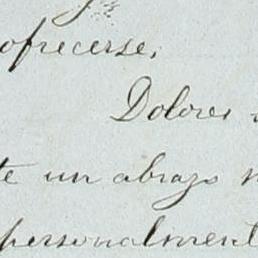 ofrecerse,
Dolores
te un abrazo
personalment